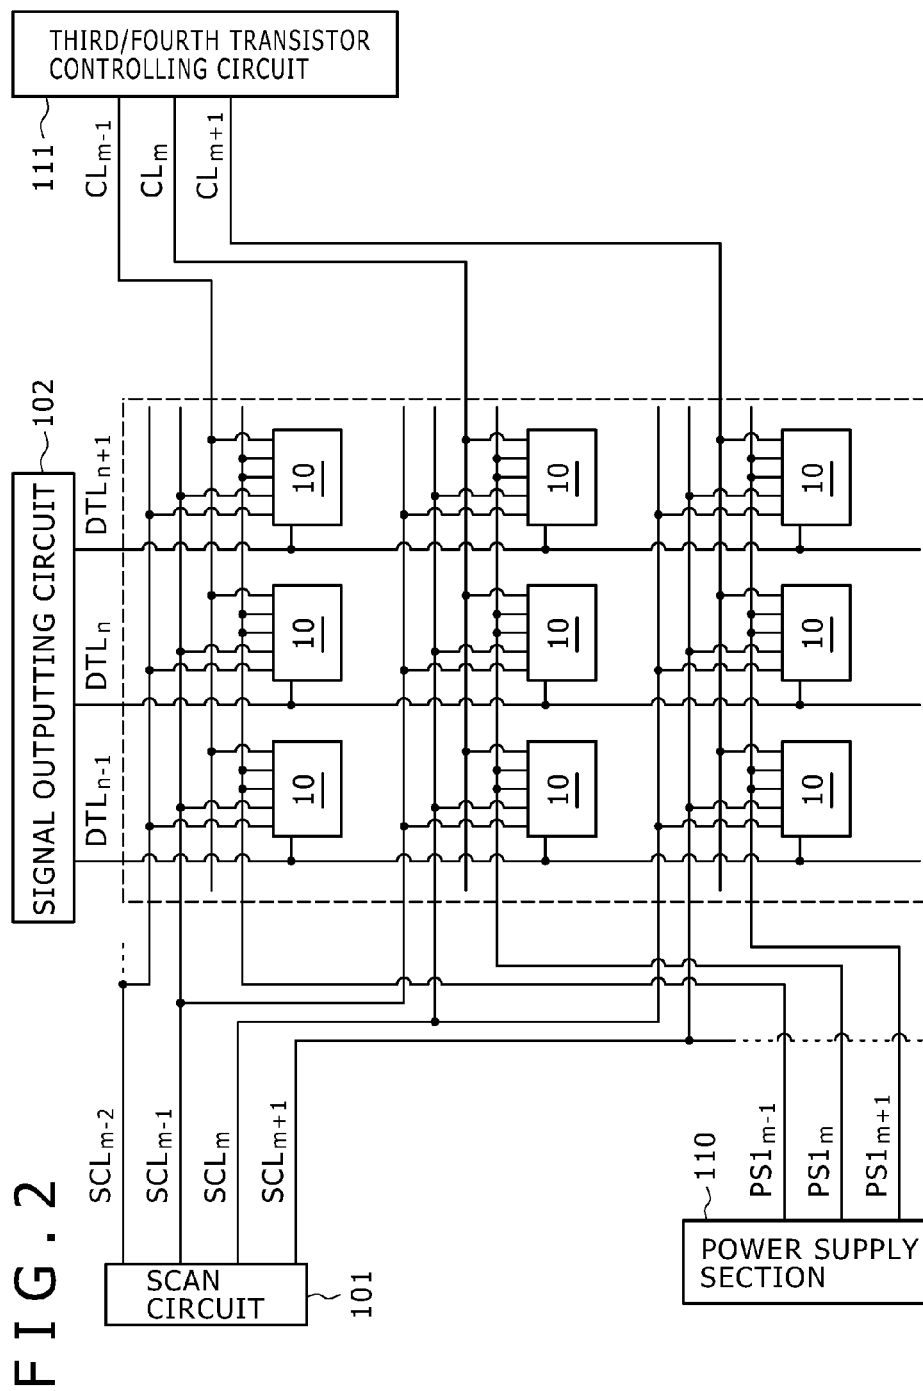 FIG. 2
THIRD/FOURTH TRANSISTOR
CONTROLLING CIRCUIT
111
CLm-1
CLm
CLm+1
SIGNAL OUTPUTTING CIRCUIT
102
DTLn-1
DTLn
DTLn+1
10
10
10
10
10
10
10
10
10
SCLm-2
SCLm-1
SCLm
SCLm+1
SCAN
CIRCUIT
101
PS1m-1
PS1m
PS1m+1
110
POWER SUPPLY
SECTION